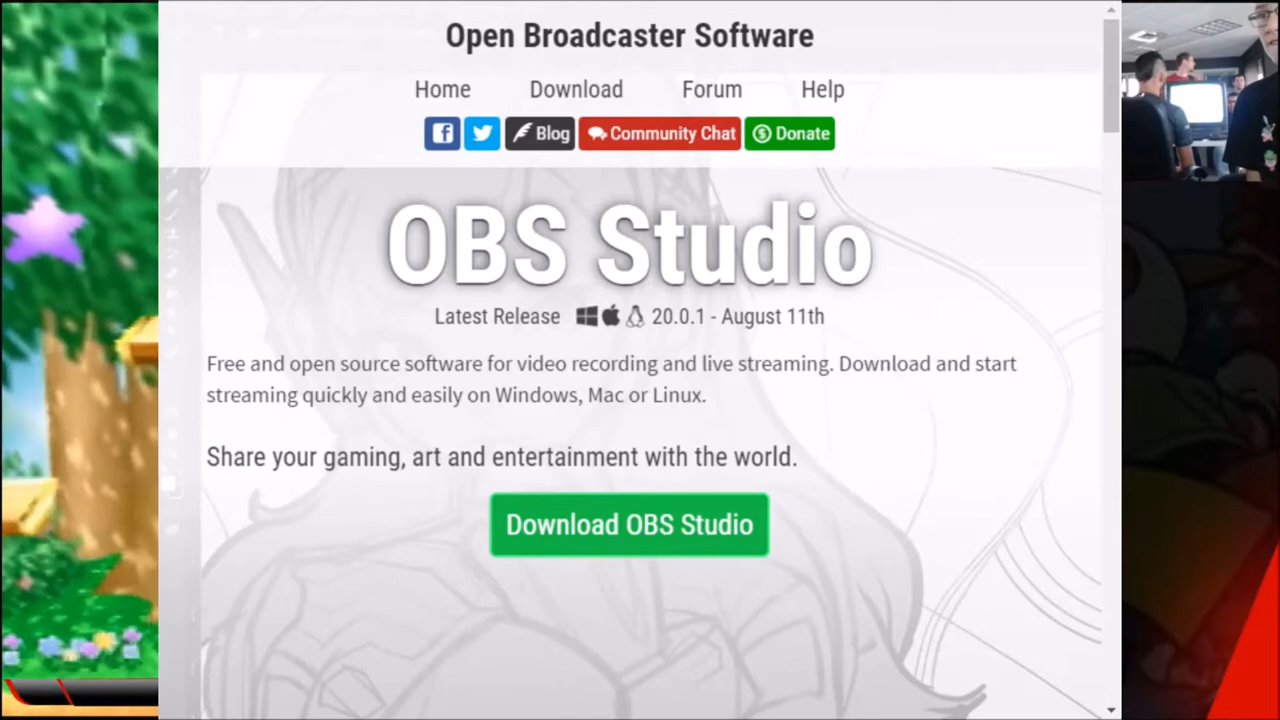 Open Broadcaster Software
Home Download Forum Help
Blog Community Chat Donate
OBS Studio
Latest Release 20.0.1 - August 11th
Free and open source software for video recording and live streaming. Download and start
streaming quickly and easily on Windows, Mac or Linux.
Share your gaming, art and entertainment with the world.
Download OBS Studio